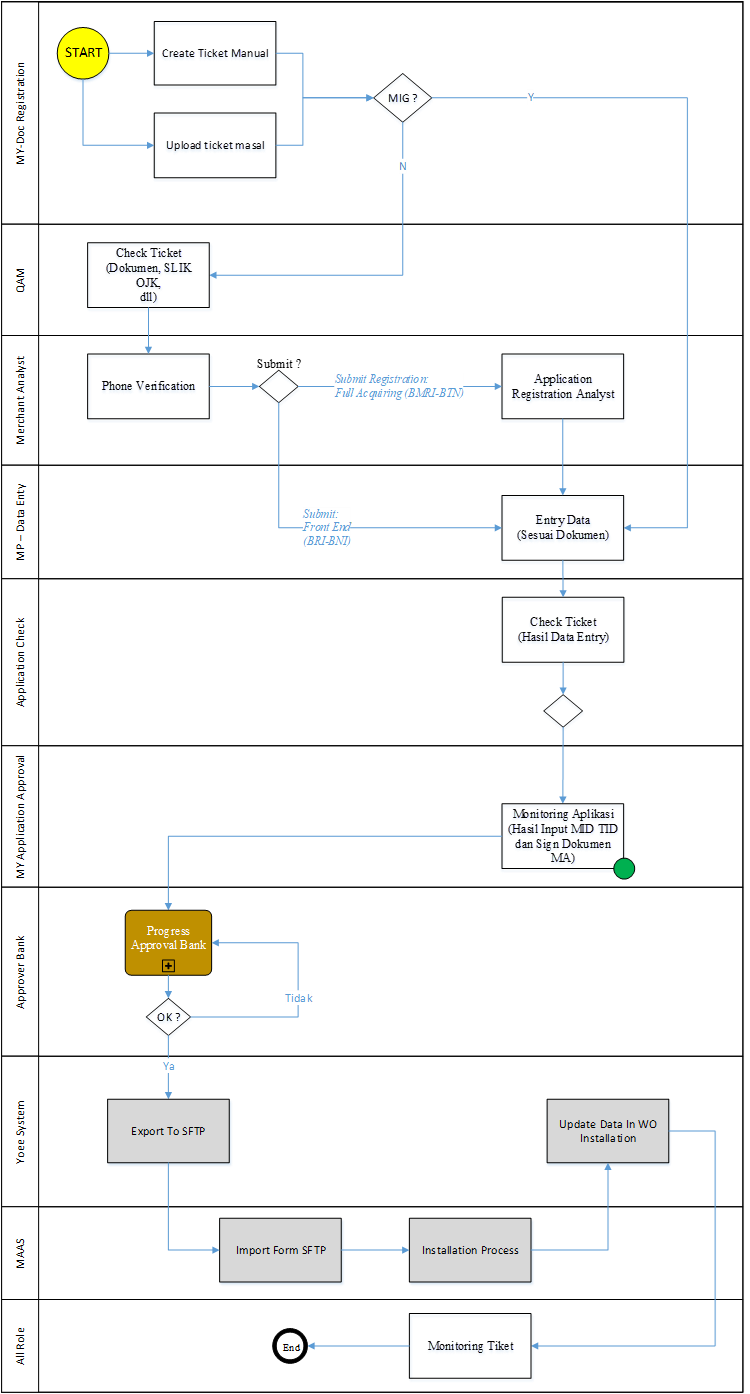 MY-Doc Registration
START
Create Ticket Manual
Upload ticket masal
MIG ?
Y
N
QAM
Check Ticket
(Dokumen, SLIK
OJK,
dll)
Merchant Analyst
Phone Verification
Submit ?
Submit Registration:
Full Acquiring (BMRI-BTN)
Application
Registration Analyst
MP – Data Enty
Submit:
Front End
(BRI-BNI)
Entry Data
(Sesuai Dokumen)
Application Check
Check Ticket
(Hasil Data Entry)
MY Application Approval
Monitoring Aplikasi
(Hasil Input MID TID
dan Sign Dokumen
MA)
Approver Bank
Progress
Approval Bank
OK ?
Tidak
Ya
Yoee System
Export To SFTP
Update Data In WO
Installation
MAAS
Import Form SFTP
Installation Process
All Role
End
Monitoring Tiket